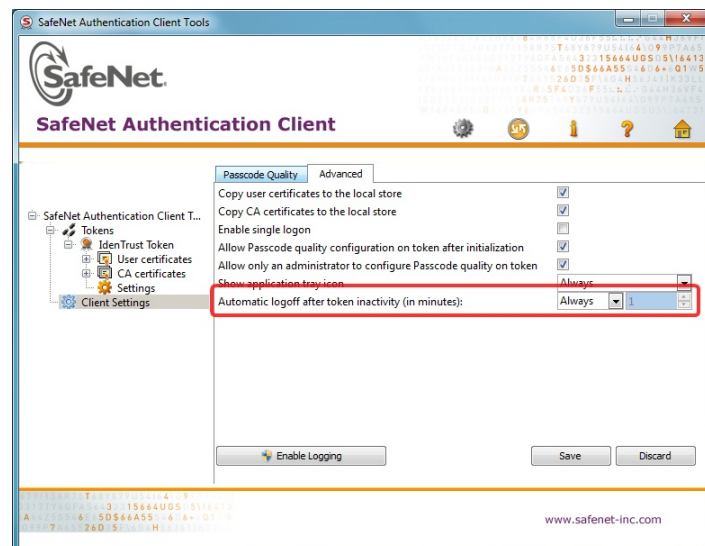 SafeNet Authentication Client Tools
SafeNet.
SafeNet Authentication Client
Passcode Quality
Advanced
Copy user certificates to the local store
Copy CA certificates to the local store
Enable single logon
Allow Passcode quality configuration on token after initialization
Allow only an administrator to configure Passcode quality on token
Show application tray icon Always
Automatic logoff after token inactivity (in minutes): Always 1
SafeNet Authentication Client T...
Tokens
IdenTrust Token
User certificates
CA certificates
Settings
Client Settings
Enable Logging
Save
Discard
www.safenet-inc.com